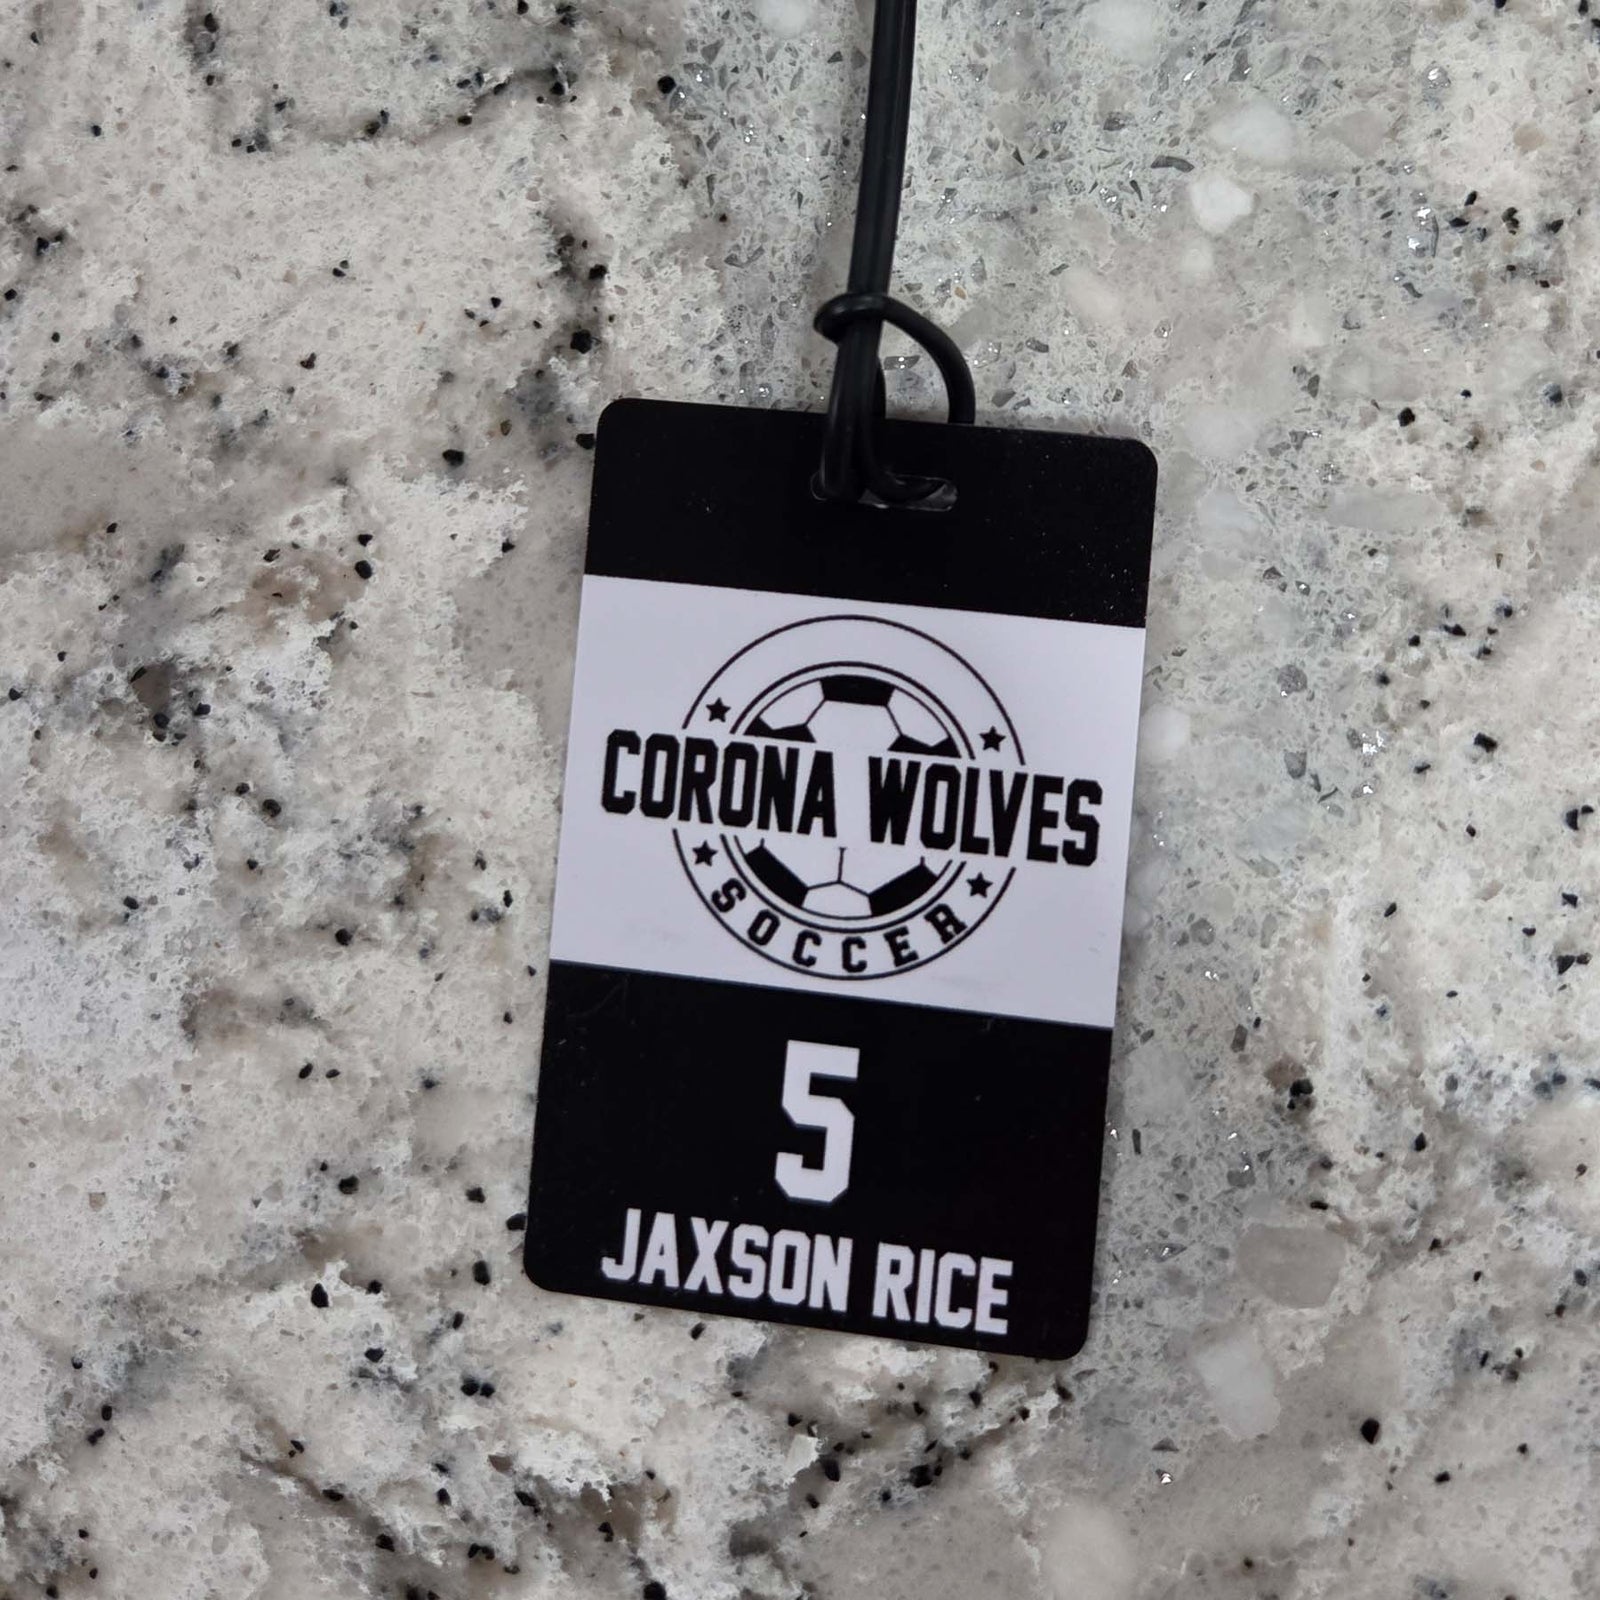 CORONA WOLVES
SOCCER
5
JAXSON RICE